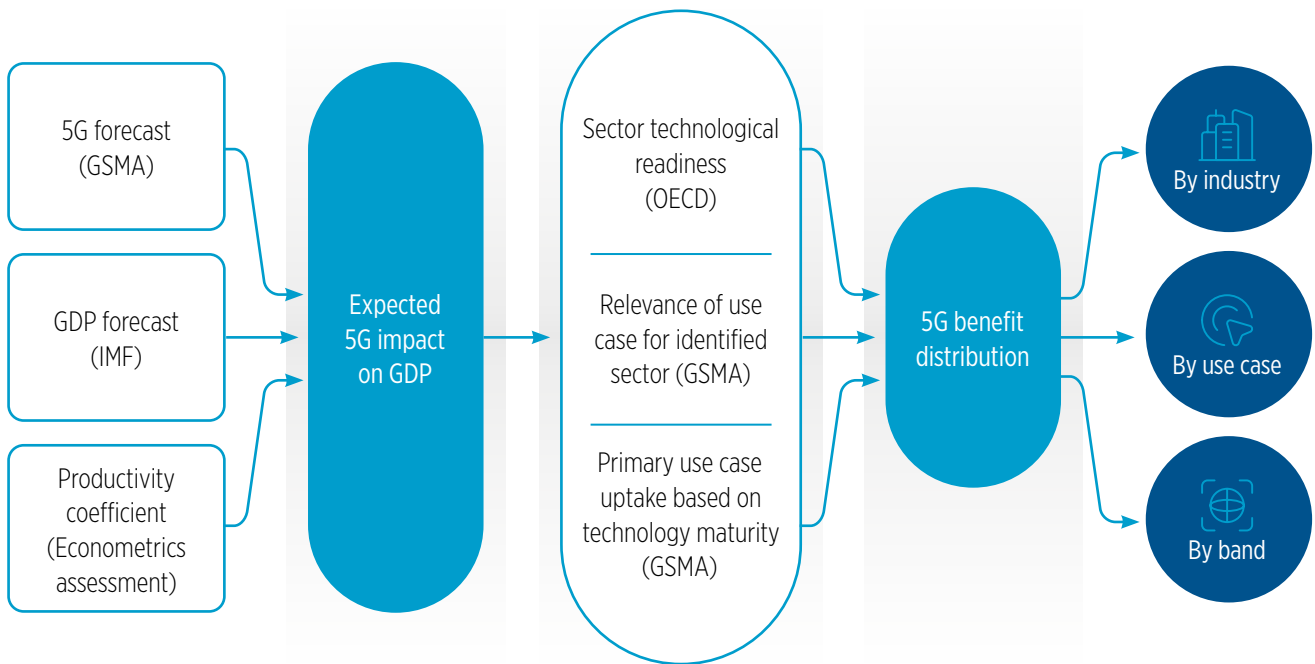 5G forecast
(GSMA)
GDP forecast
(IMF)
Productivity
coefficient
(Econometrics
assessment)
Expected
5G impact
on GDP
Sector technological
readiness
(OECD)
Relevance of use
case for identified
sector (GSMA)
Primary use case
uptake based on
technology maturity
(GSMA)
5G benefit
distribution
By industry
By use case
By band